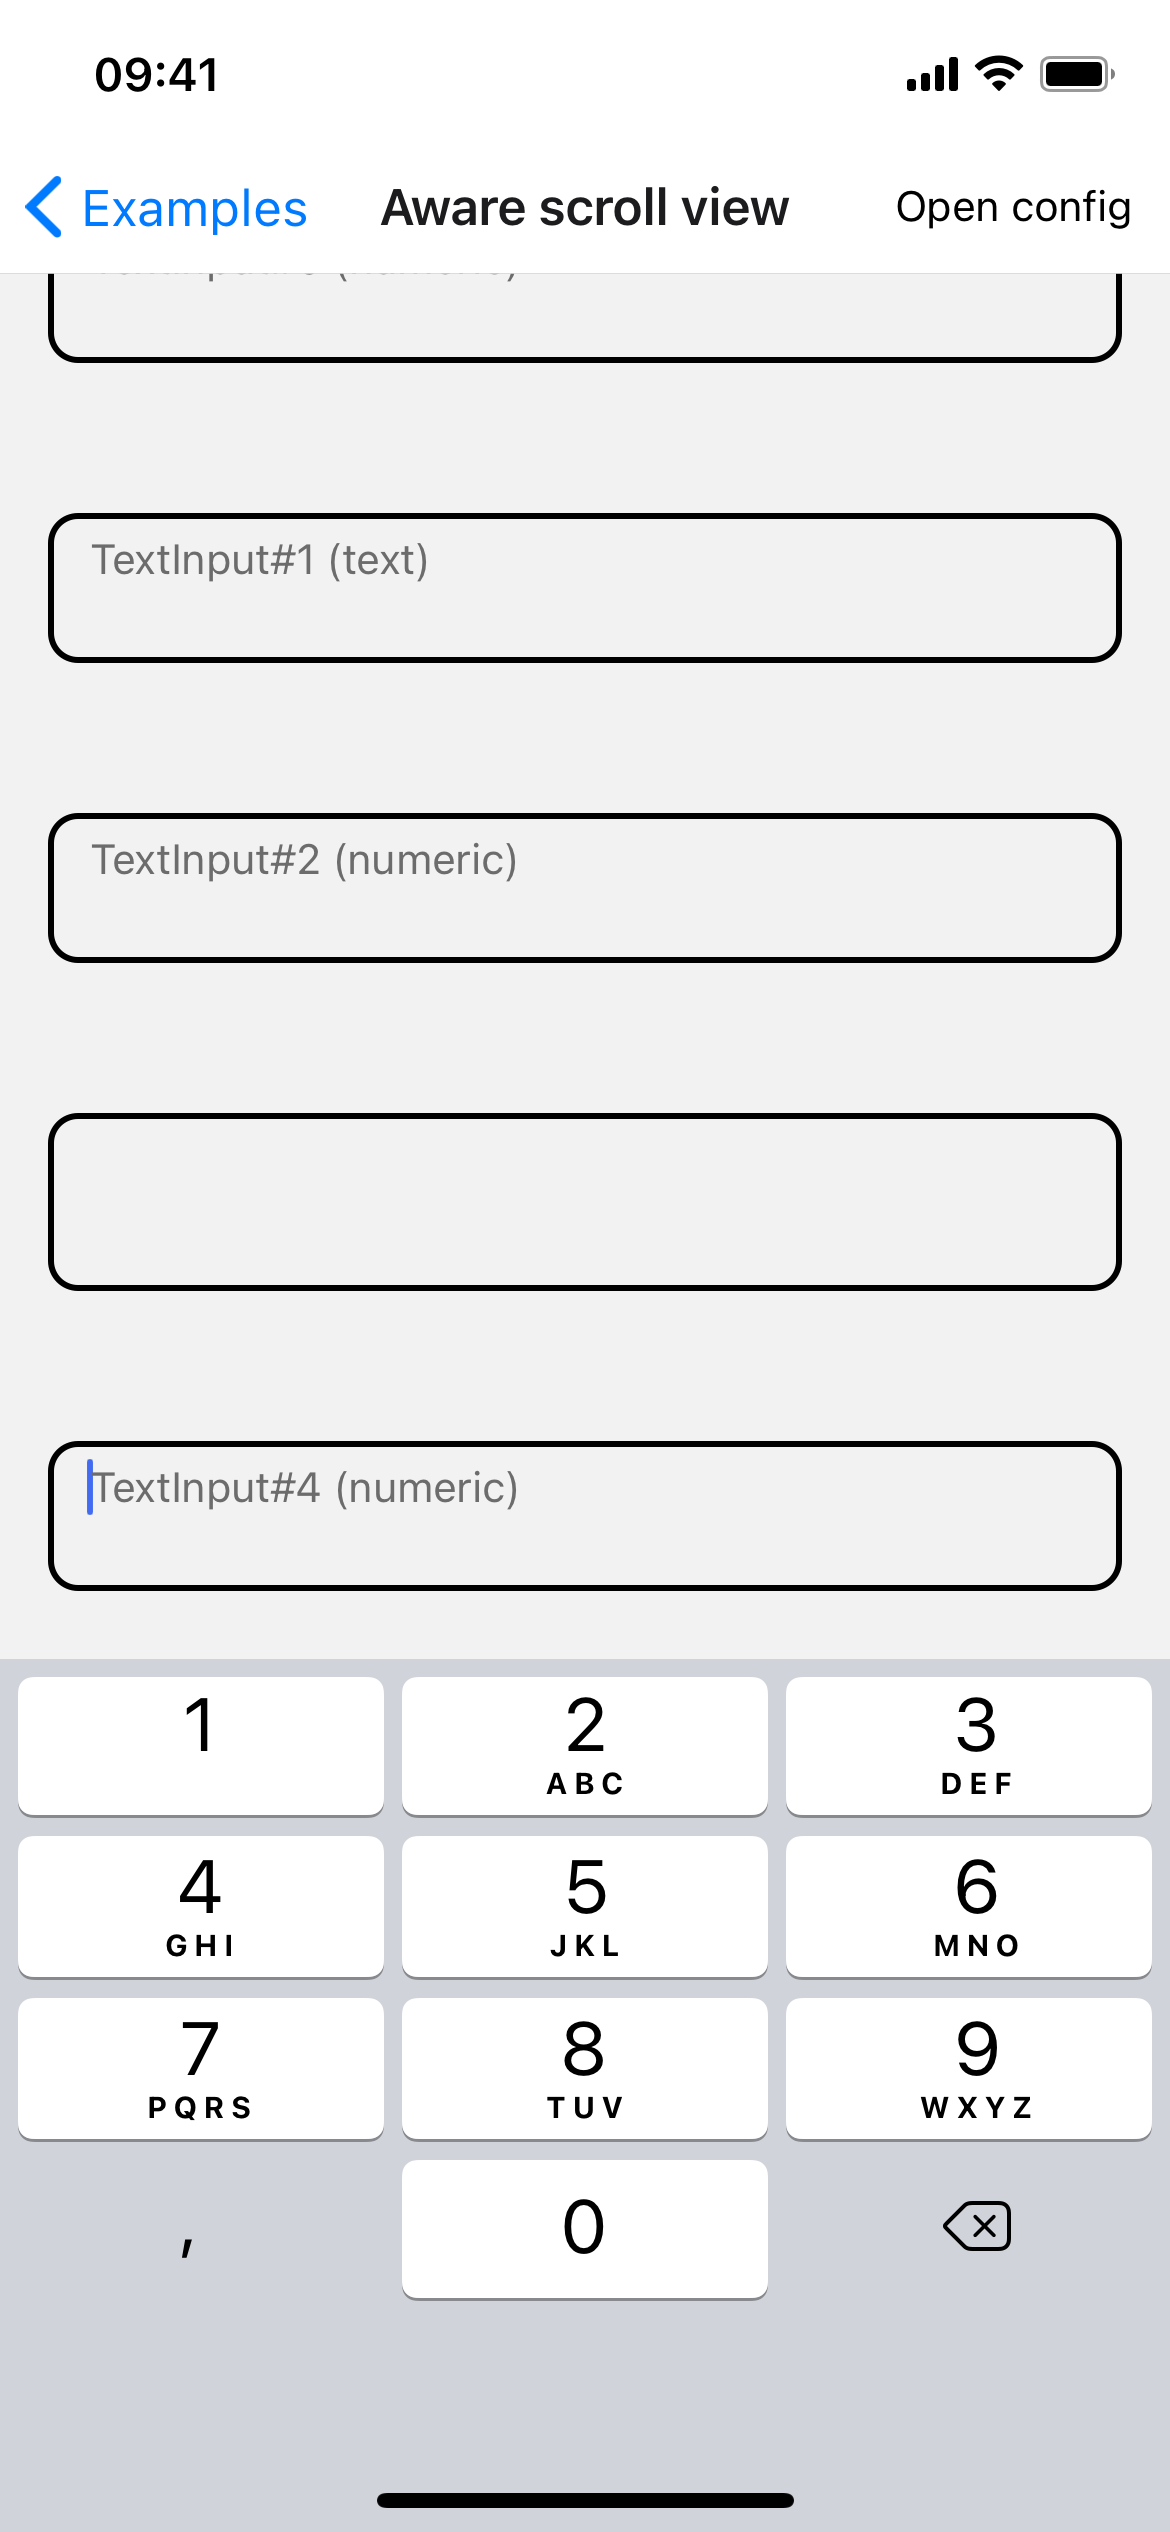 09:41
Examples
Aware scroll view
Open config
TextInput#1 (text)
TextInput#2 (numeric)
TextInput#4 (numeric)
1
2
ABC
3
DEF
4
GHI
5
JKL
6
MNO
7
PQRS
8
TUV
9
WXYZ
,
0